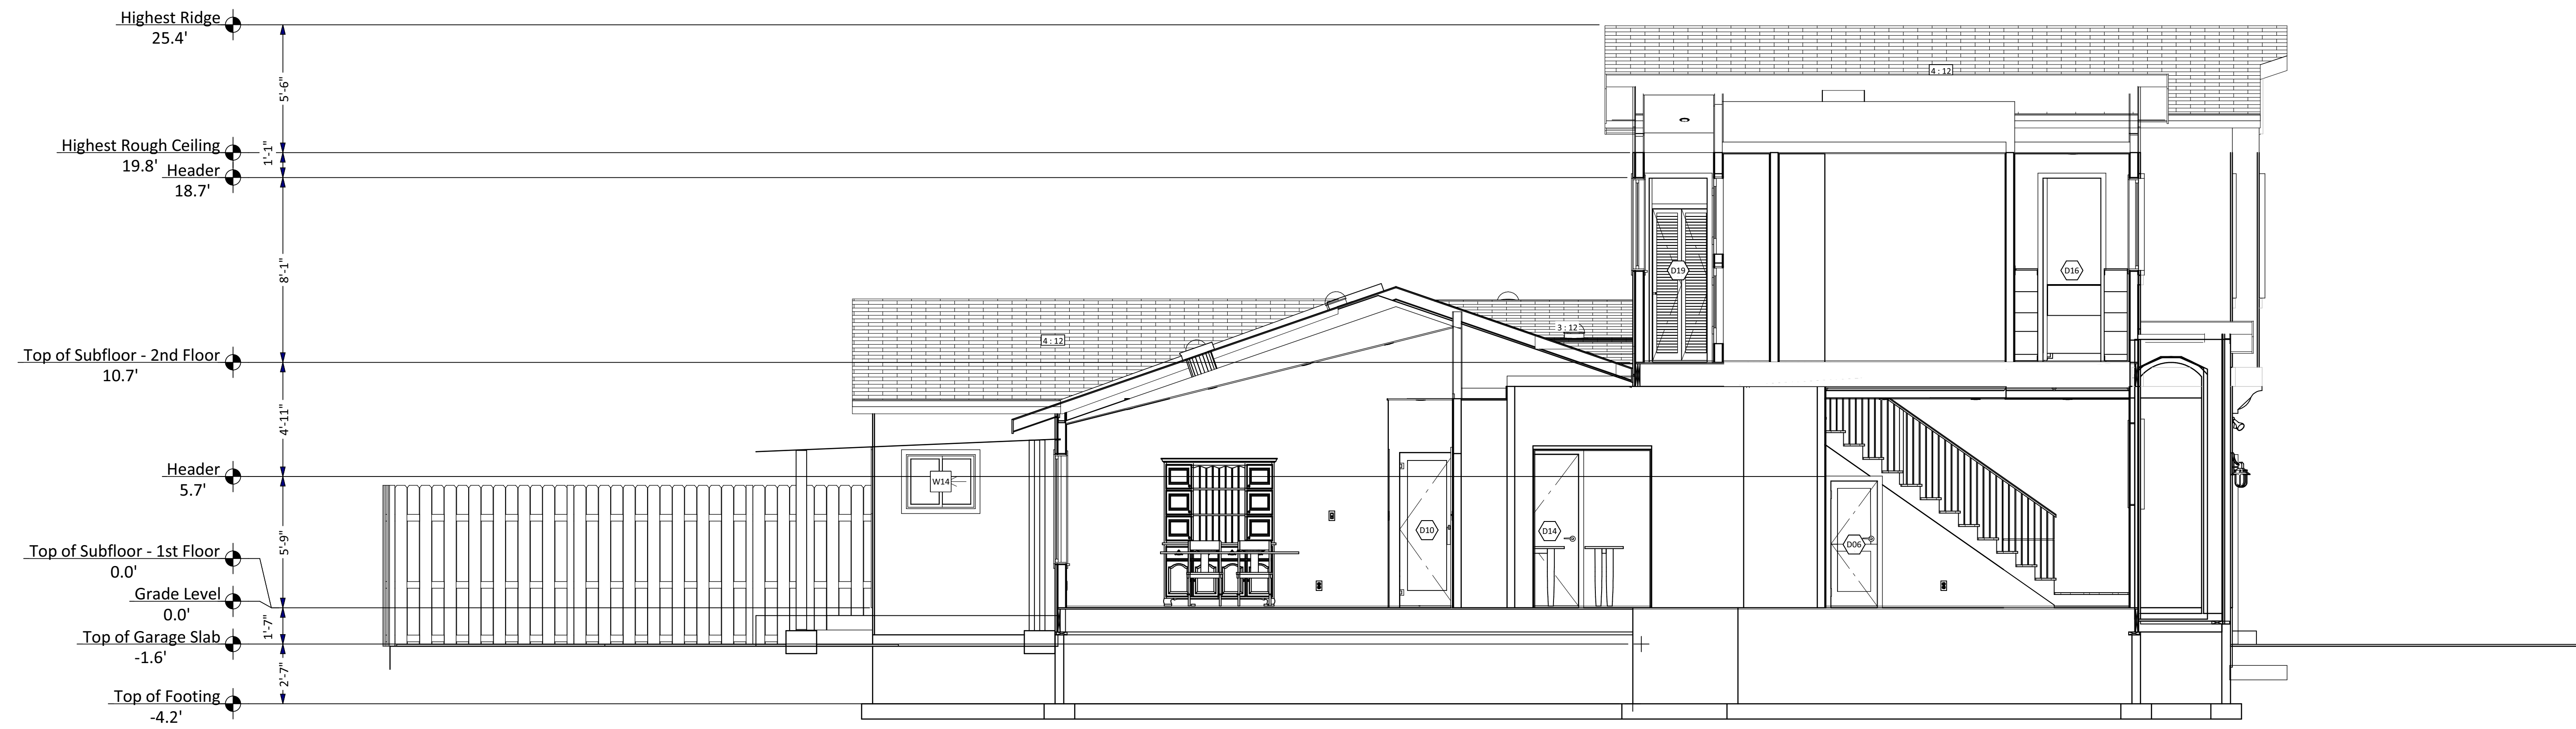 Highest Ridge
25.4'
5'-6"
4 : 12
Highest Rough Ceiling
19.8'
1'-1"
Header
18.7'
8'-1"
D19
D16
4 : 12
3 : 12
Top of Subfloor - 2nd Floor
10.7'
4'-11"
Header
5.7'
W14
5'-9"
D10
D14
D06
Top of Subfloor - 1st Floor
0.0'
Grade Level
0.0'
1'-7"
Top of Garage Slab
-1.6'
2'-7"
Top of Footing
-4.2'